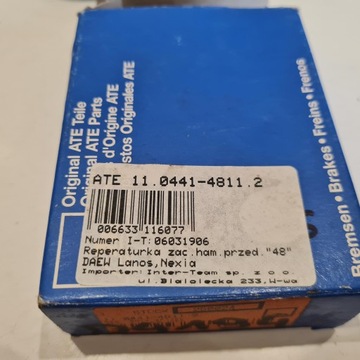 Original ATE Teile
Original ATE Parts
d'Origine ATE
Originales ATE
Bremsen • Brakes • Freins • Frenos
ATE 11.0441-4811.2
006633 116077
Numer I-T: 06031906
Reperaturka zac.ham.przed."48"
DAEW Lanos,Nexia
Importer: Inter-Team sp. z o.o.
ul.Bialolecka 233,W-wa